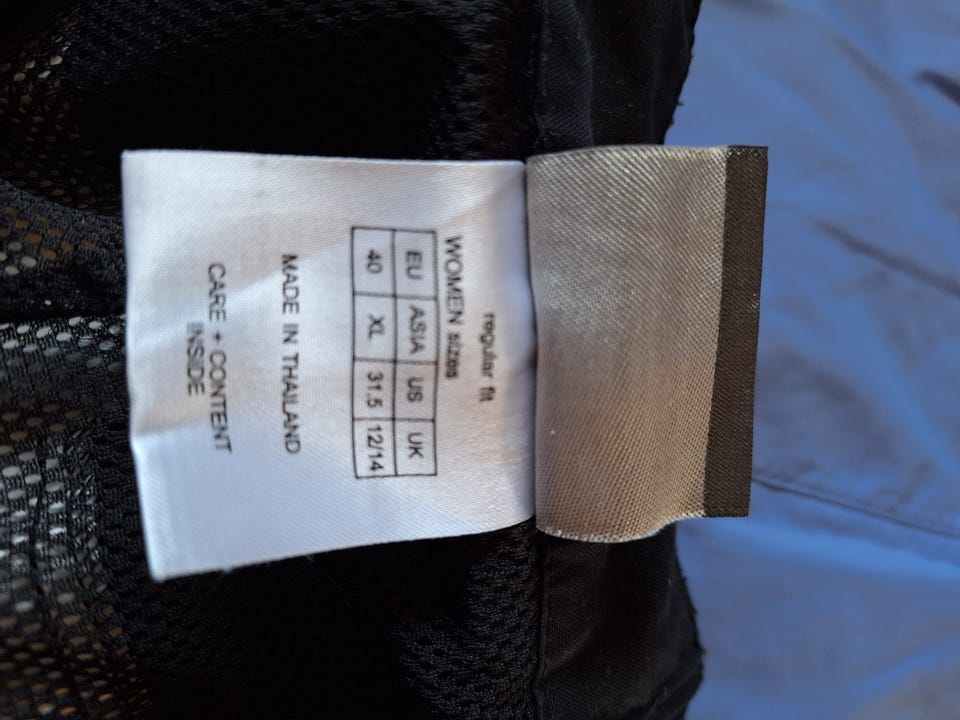 regular fit
WOMEN sizes
EU ASIA US UK
40 XL 31.5 12/14
MADE IN THAILAND
CARE + CONTENT
INSIDE